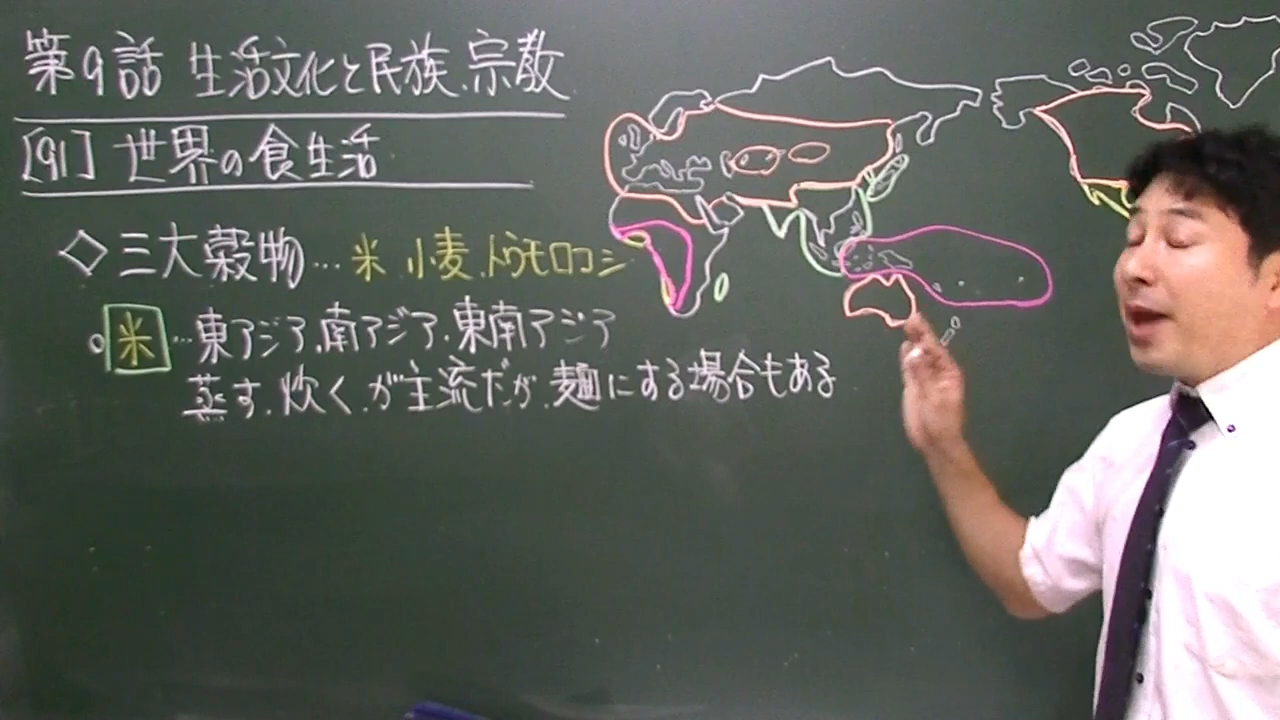 第9話 生活文化と民族、宗教
[91] 世界の食生活
◇三大穀物…米、小麦、トウモロコシ
○米…東アジア、南アジア、東南アジア
蒸す、炊く、が主流だが、麺にする場合もある